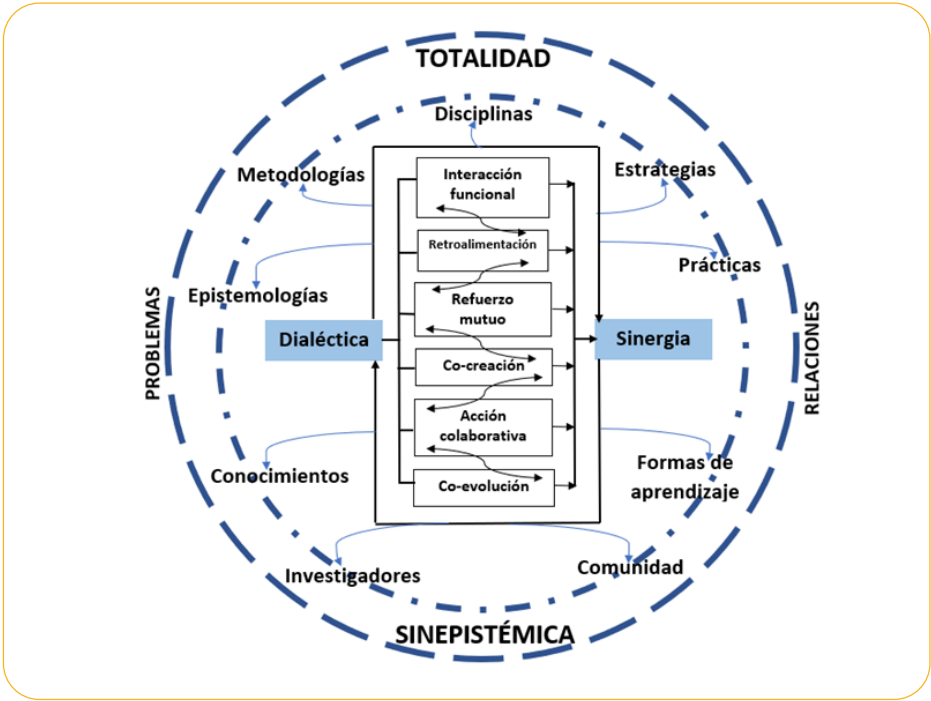 TOTALIDAD
Disciplinas
Metodologías
Estrategias
Interacción
funcional
Retroalimentación
Prácticas
Epistemologías
Refuerzo
mutuo
PROBLEMAS
RELACIONES
Dialéctica
Sinergia
Co-creación
Acción
colaborativa
Conocimientos
Formas de
aprendizaje
Co-evolución
Investigadores
Comunidad
SINEPISTÉMICA